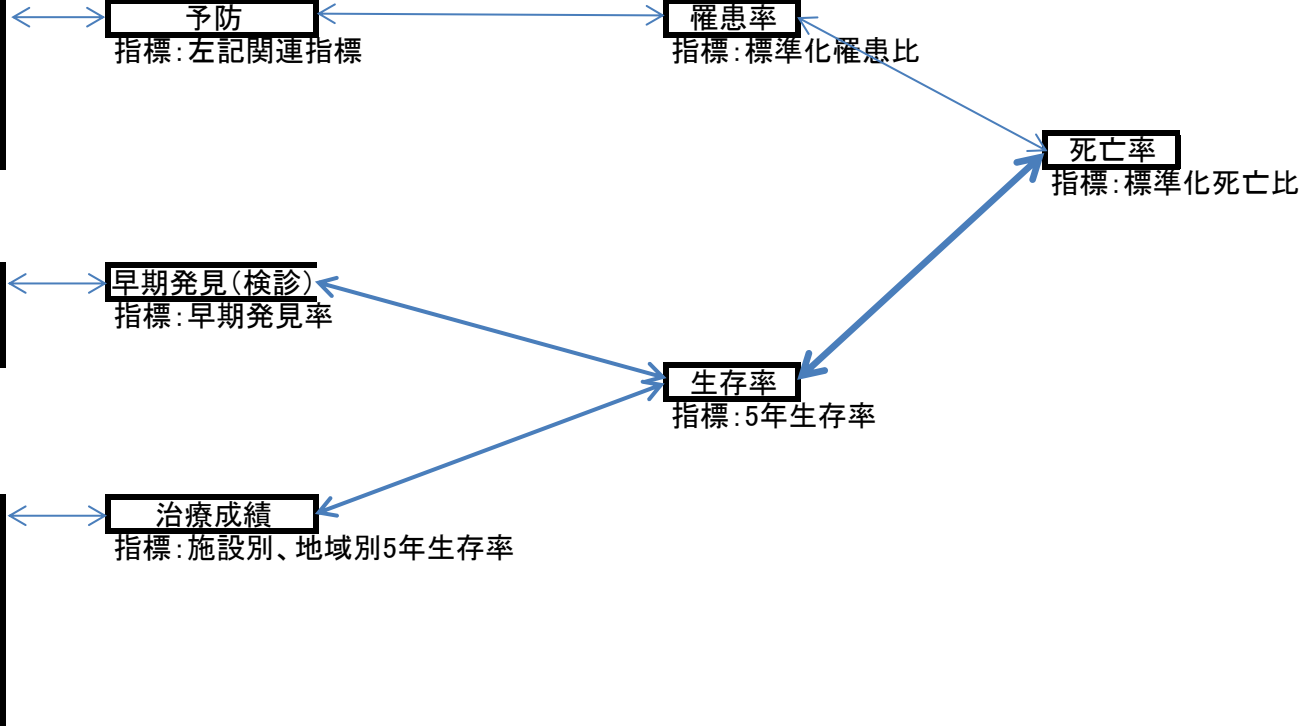 予防
指標：左記関連指標
罹患率
指標：標準化罹患比
死亡率
指標：標準化死亡比
早期発見（検診）
指標：早期発見率
生存率
指標：5年生存率
治療成績
指標：施設別、地域別5年生存率